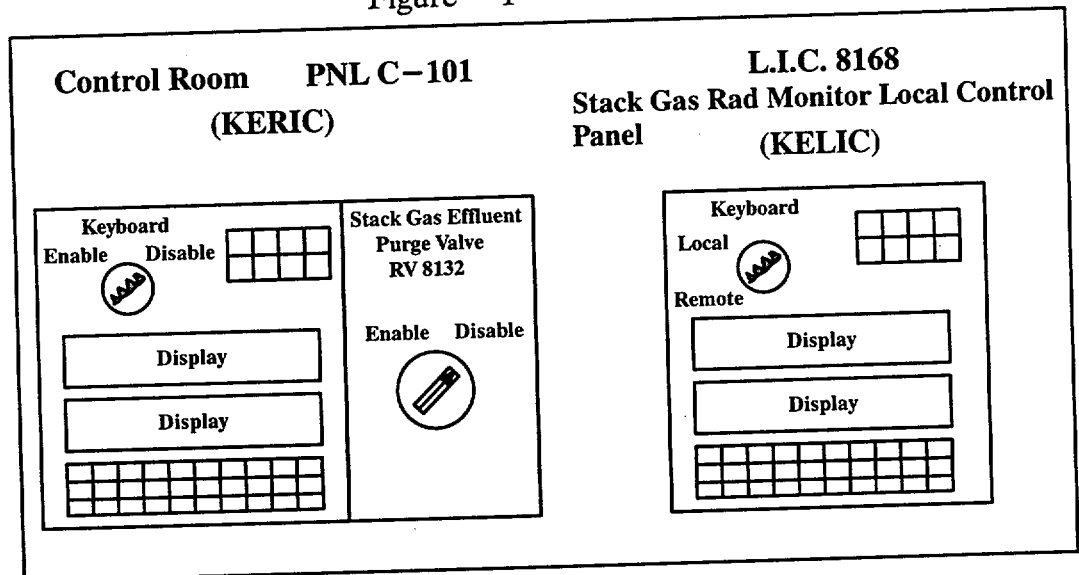 Figure
Control Room PNL C-101
(KERIC)
L.I.C. 8168
Stack Gas Rad Monitor Local Control
Panel (KELIC)
Keyboard
Enable Disable
Display
Display
Stack Gas Effluent
Purge Valve
RV 8132
Enable Disable
Keyboard
Local
Remote
Display
Display